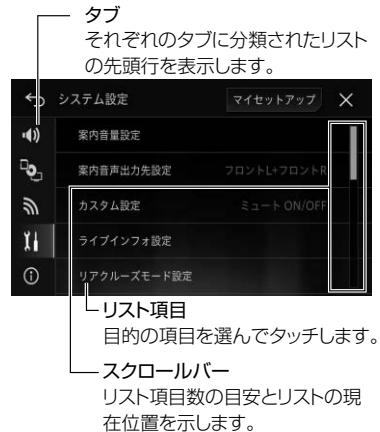 タブ
それぞれのタブに分類されたリスト
の先頭行を表示します。
システム設定
マイセットアップ
案内音量設定
案内音声出力先設定
フロントL+フロントR
カスタム設定
ミュート ON/OFF
ライブインフォ設定
リアクルーズモード設定
リスト項目
目的の項目を選んでタッチします。
スクロールバー
リスト項目数の目安とリストの現
在位置を示します。